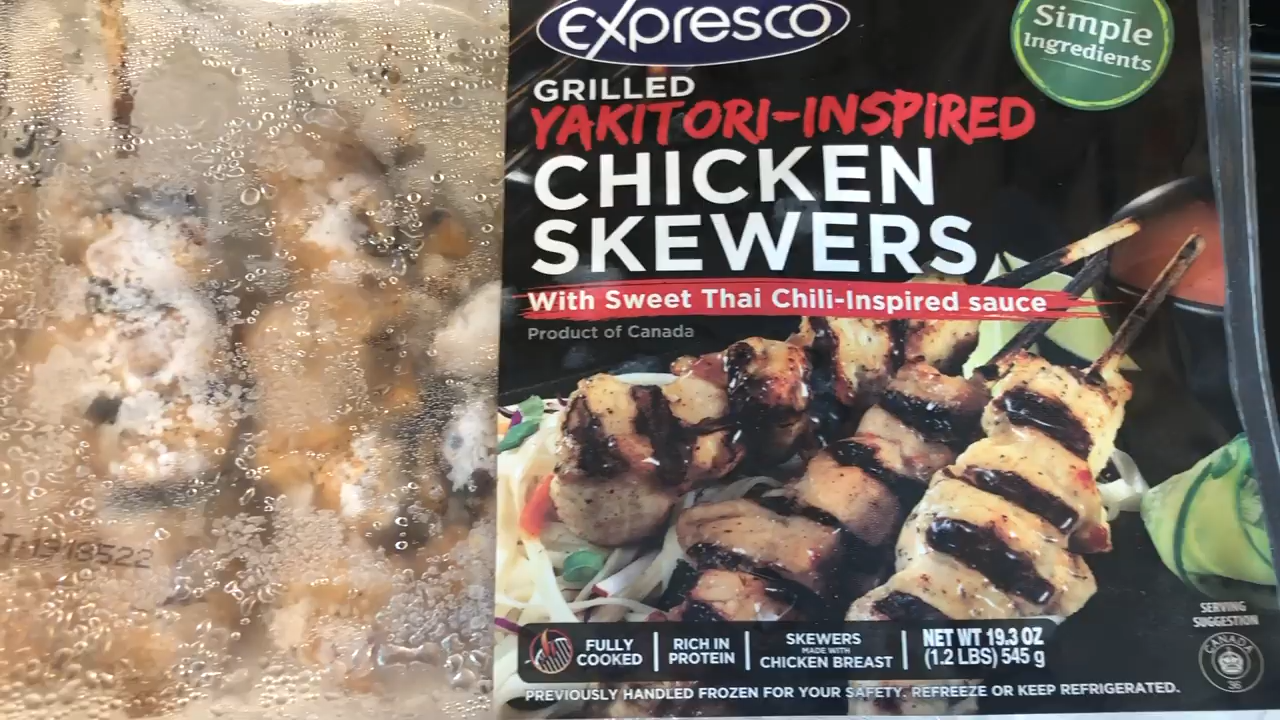 Expresco
Simple
Ingredients
GRILLED
YAKITORI-INSPIRED
CHICKEN
SKEWERS
With Sweet Thai Chili-Inspired sauce
Product of Canada
SERVING
SUGGESTION
CANADA
36
FULLY
COOKED
RICH IN
PROTEIN
SKEWERS
MADE WITH
CHICKEN BREAST
NET WT 19.3 OZ
(1.2 LBS) 545 g
PREVIOUSLY HANDLED FROZEN FOR YOUR SAFETY. REFREEZE OR KEEP REFRIGERATED.